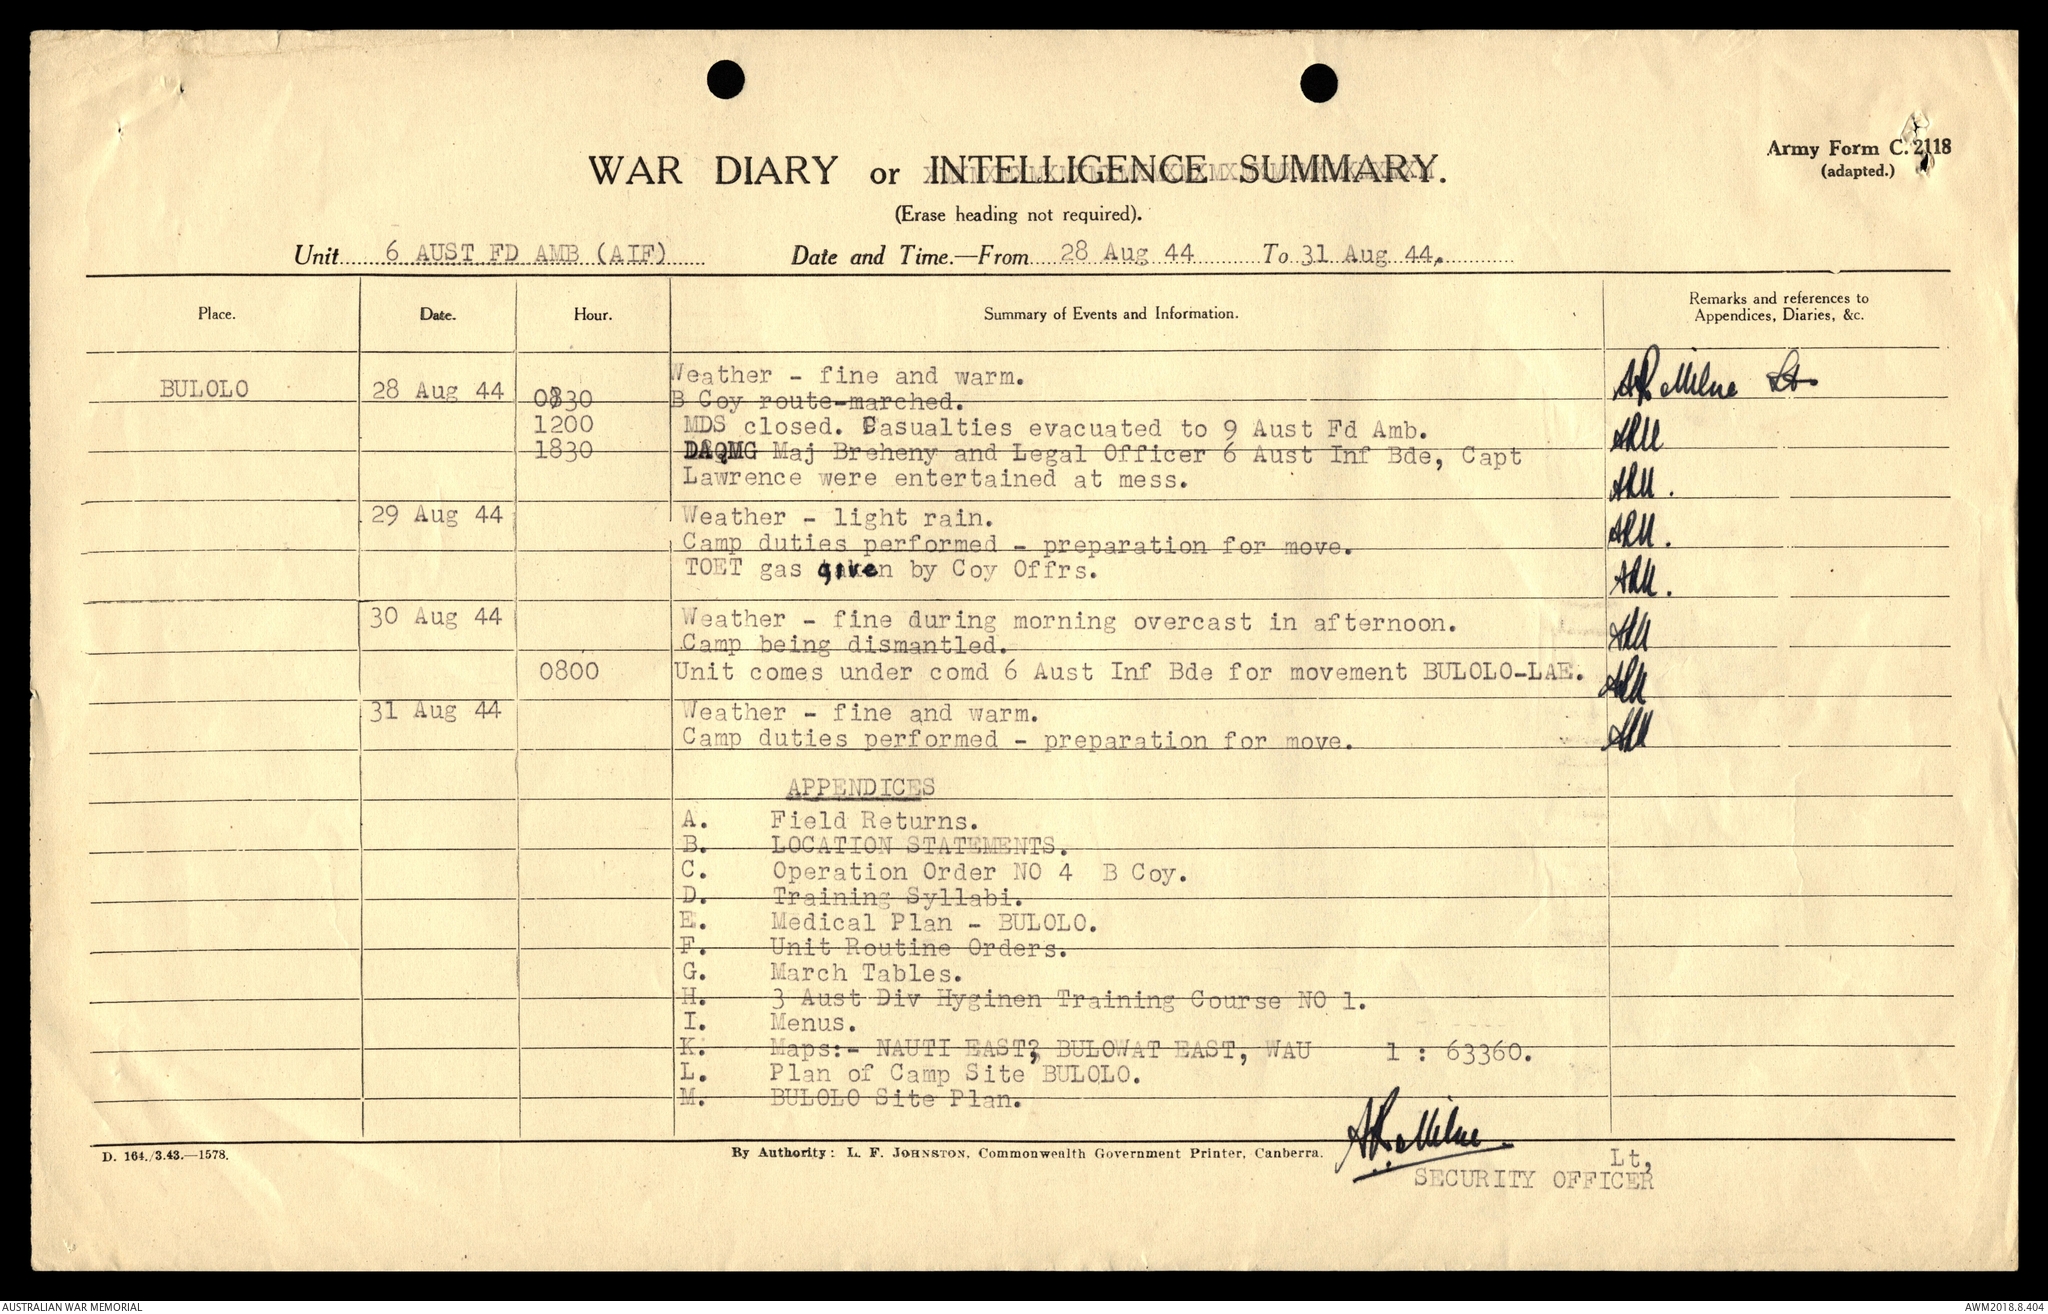 Army Form C. 2118
(adapted.)
WAR DIARY or INTELLIGENCE SUMMARY.
(Erase heading not required).
Unit 6 AUST FD AMB (AIF) Date and Time.—From 28 Aug 44 To 31 Aug 44.
Place. Date. Hour. Summary of Events and Information. Remarks and references to
Appendices, Diaries, &c.
Weather - fine and warm.
BULOLO 28 Aug 44 0830 B Coy route-marched. A R Milne Lt.
1200 MDS closed. Casualties evacuated to 9 Aust Fd Amb. ARM
1830 DAQMG Maj Breheny and Legal Officer 6 Aust Inf Bde, Capt
Lawrence were entertained at mess. ARM.
29 Aug 44 Weather - light rain.
Camp duties performed - preparation for move. ARM.
TOET gas given by Coy Offrs. ARM.
30 Aug 44 Weather - fine during morning overcast in afternoon. ARM
Camp being dismantled.
0800 Unit comes under comd 6 Aust Inf Bde for movement BULOLO-LAE. ARM
31 Aug 44 Weather - fine and warm.
Camp duties performed - preparation for move. ARM
APPENDICES
A. Field Returns.
B. LOCATION STATEMENTS.
C. Operation Order NO 4 B Coy.
D. Training Syllabi.
E. Medical Plan - BULOLO.
F. Unit Routine Orders.
G. March Tables.
H. 3 Aust Div Hyginen Training Course NO 1.
I. Menus.
K. Maps:- NAUTI EAST, BULOWAT EAST, WAU 1 : 63360.
L. Plan of Camp Site BULOLO.
M. BULOLO Site Plan.
A R Milne
Lt,
SECURITY OFFICER
D. 164./3.43.—1578.
By Authority: L. F. JOHNSTON, Commonwealth Government Printer, Canberra.
AUSTRALIAN WAR MEMORIAL
AWM2018.8.404